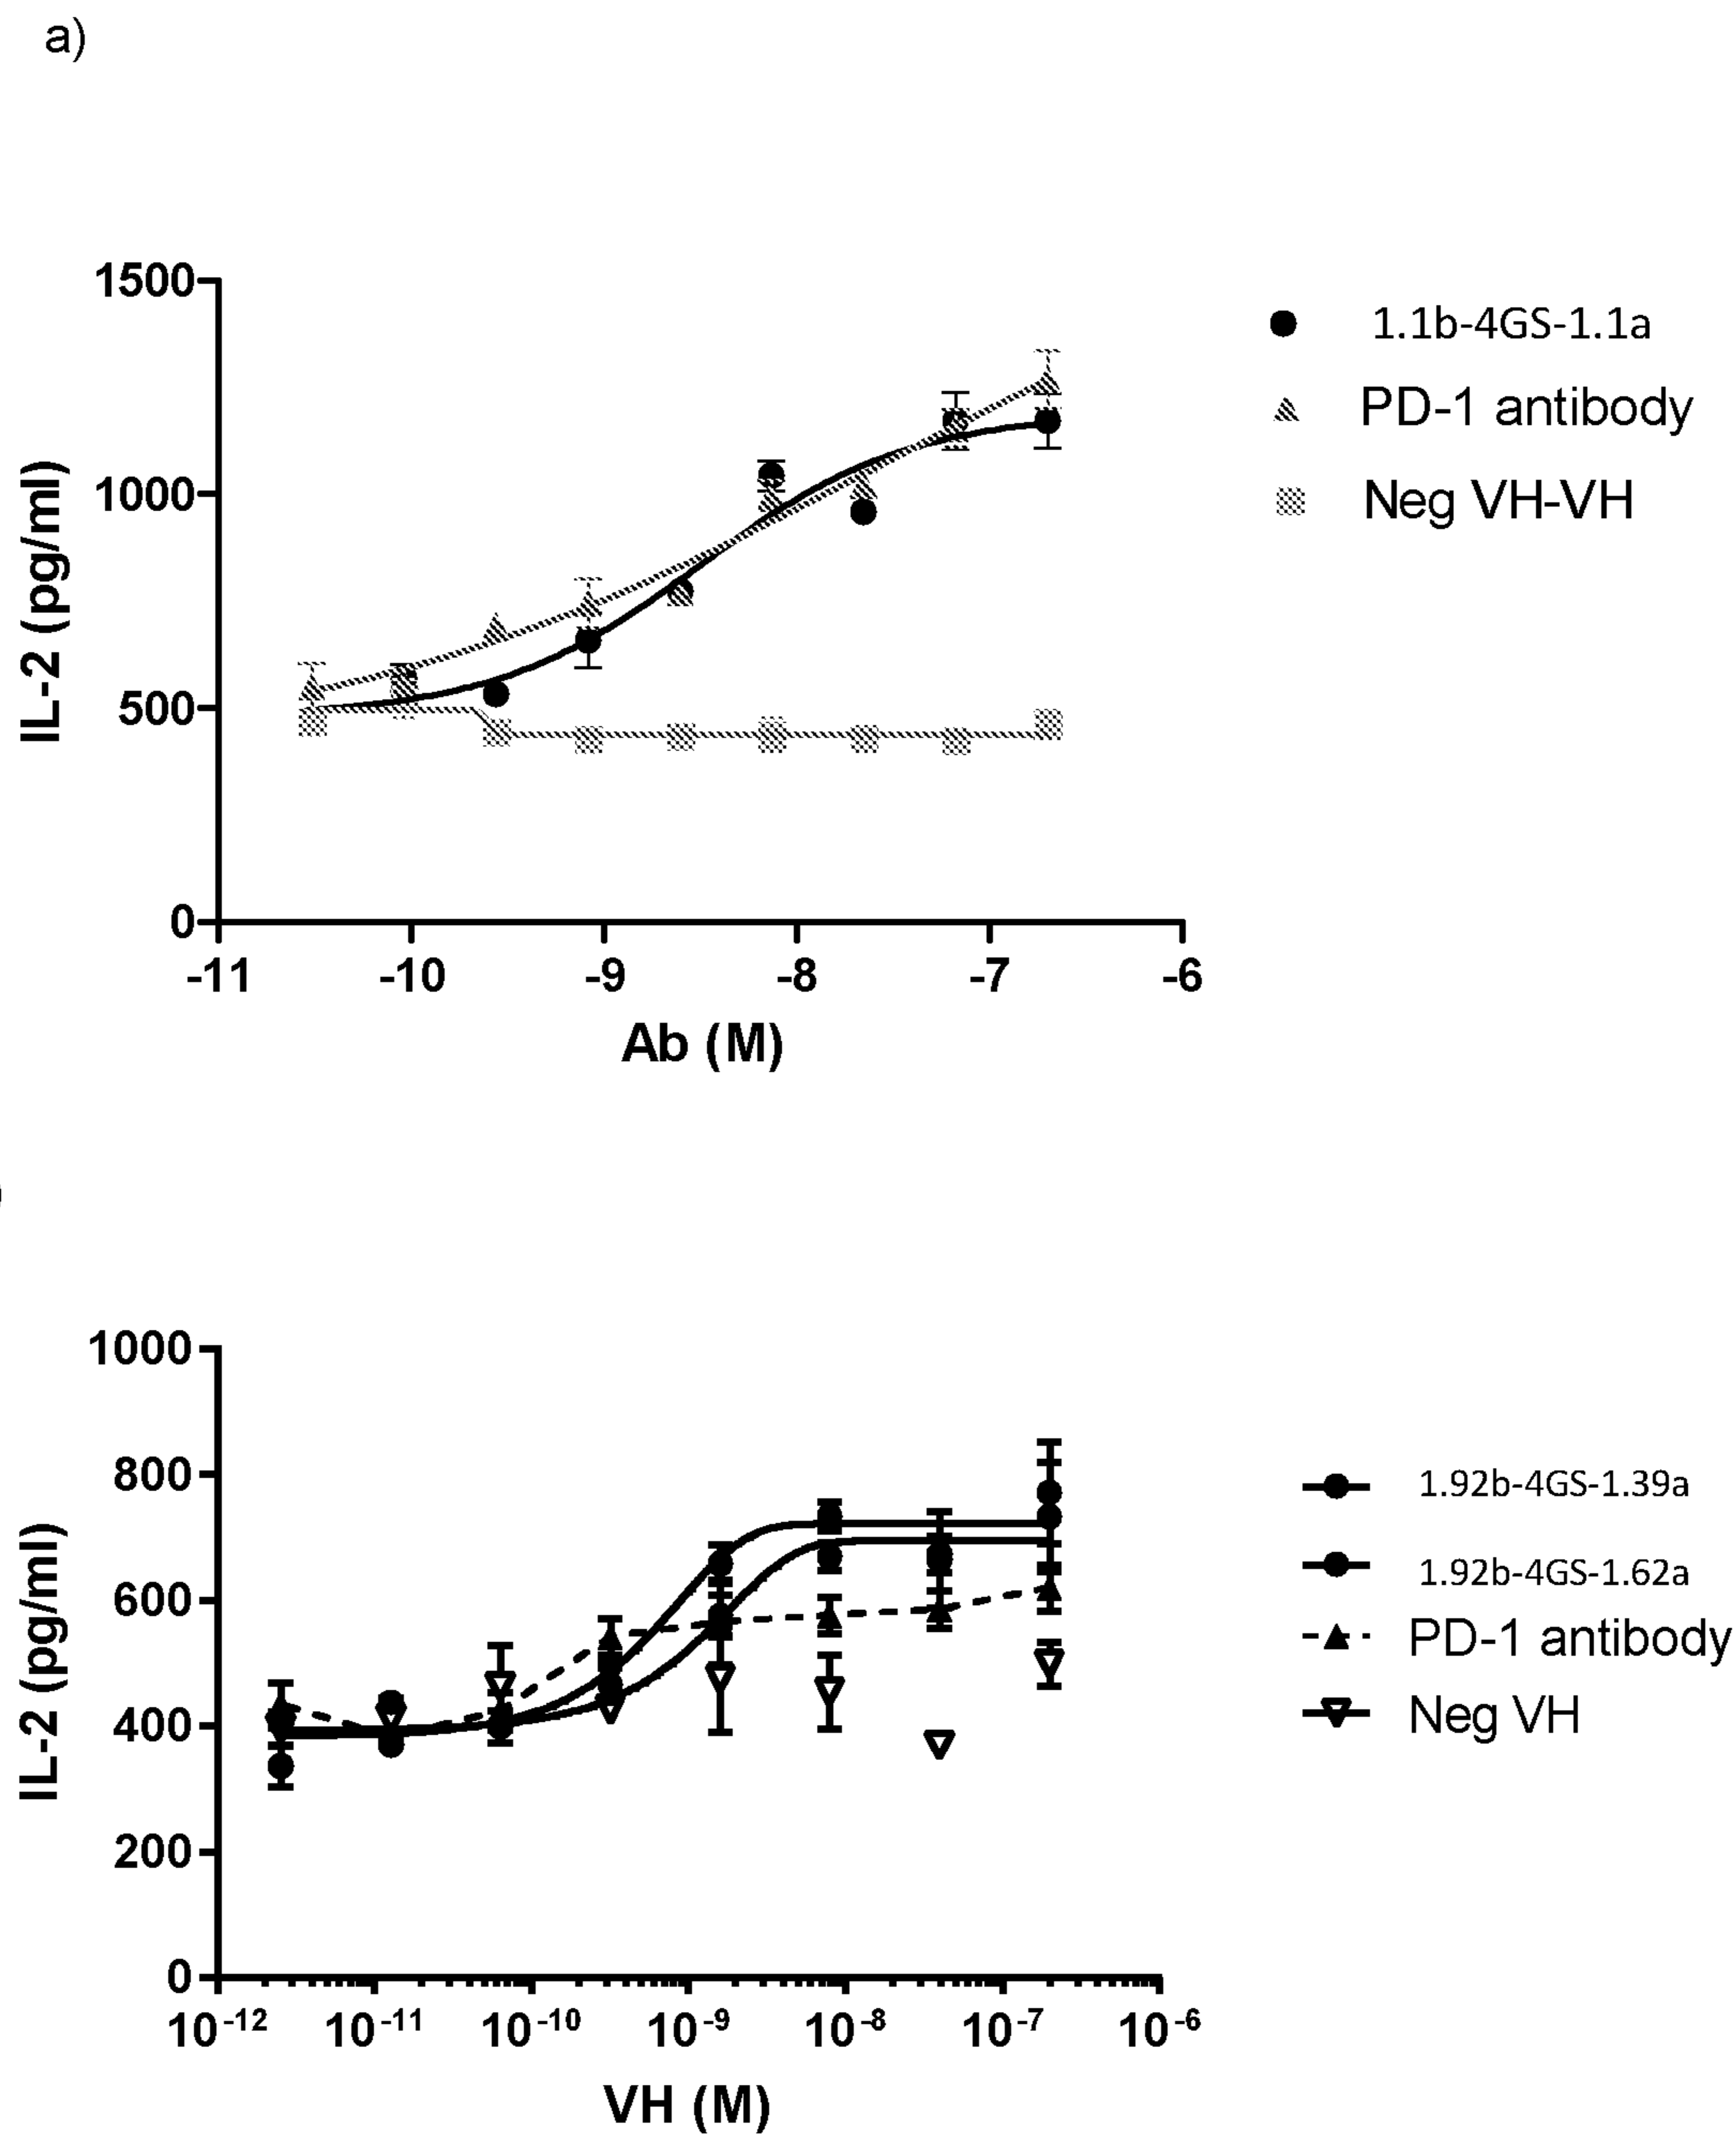 a)
1500
1000
500
0
-11 -10 -9 -8 -7 -6
IL-2 (pg/ml)
Ab (M)
1.1b-4GS-1.1a
PD-1 antibody
Neg VH-VH
1000
800
600
400
200
0
10-12 10-11 10-10 10-9 10-8 10-7 10-6
IL-2 (pg/ml)
VH (M)
1.92b-4GS-1.39a
1.92b-4GS-1.62a
PD-1 antibody
Neg VH